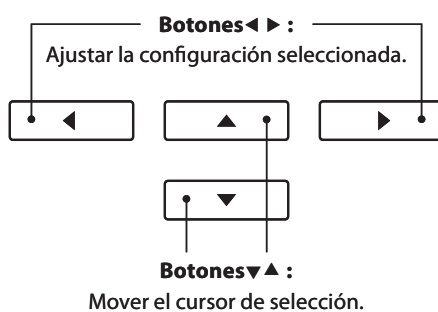 Botones◀ ▶ :
Ajustar la configuración seleccionada.
◀ ▲ ▶
▼
Botones▼▲ :
Mover el cursor de selección.